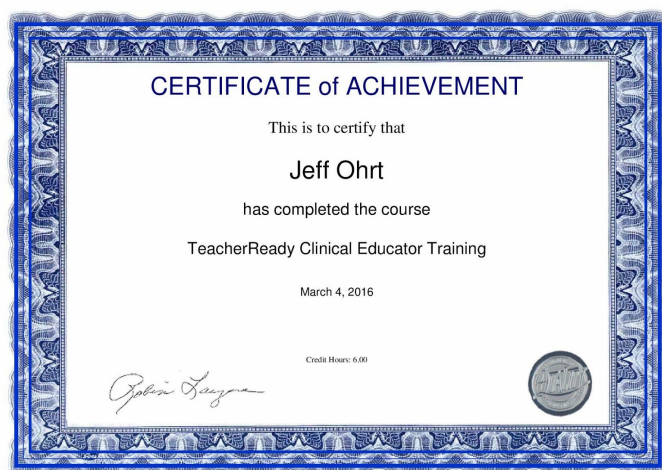 CERTIFICATE of ACHIEVEMENT
This is to certify that
Jeff Ohrt
has completed the course
TeacherReady Clinical Educator Training
March 4, 2016
Credit Hours: 6.00
Robin